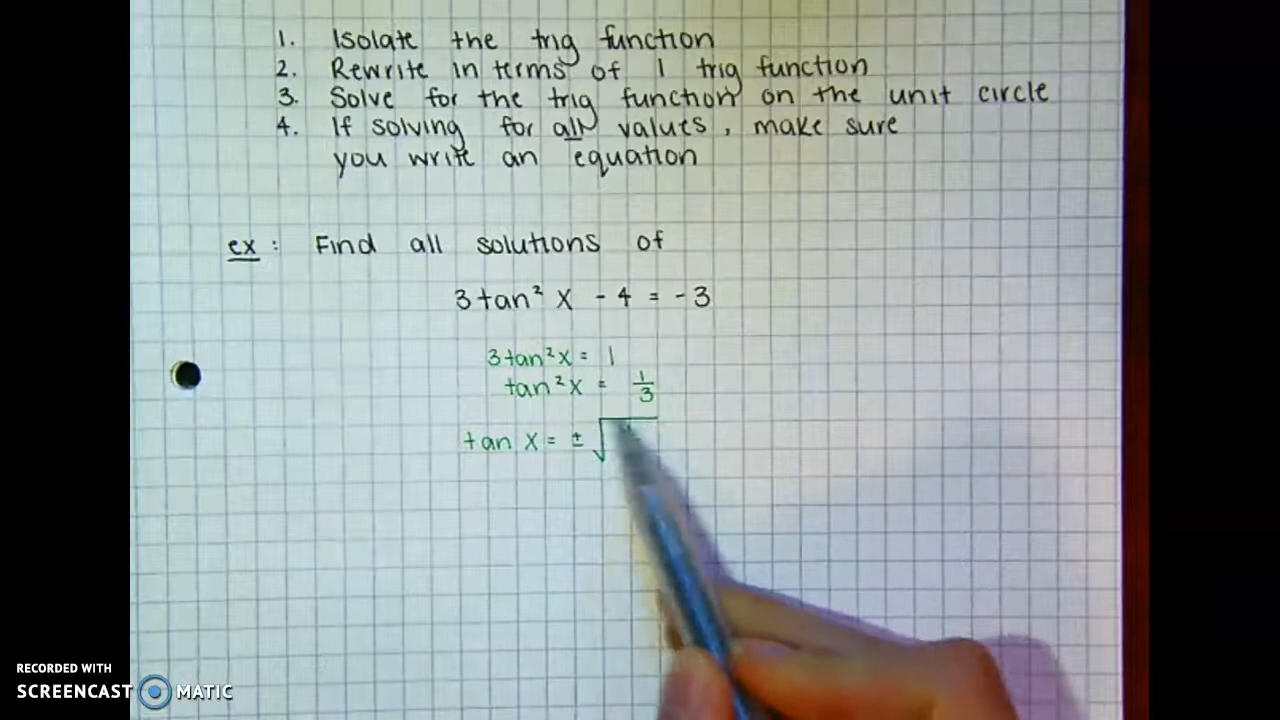 1. Isolate the trig function
2. Rewrite in terms of 1 trig function
3. Solve for the trig function on the unit circle
4. If solving for all values, make sure
you write an equation
ex: Find all solutions of
3tan² x - 4 = -3
3tan²x = 1
tan²x = 1/3
tan x = ± √
RECORDED WITH
SCREENCAST MATIC